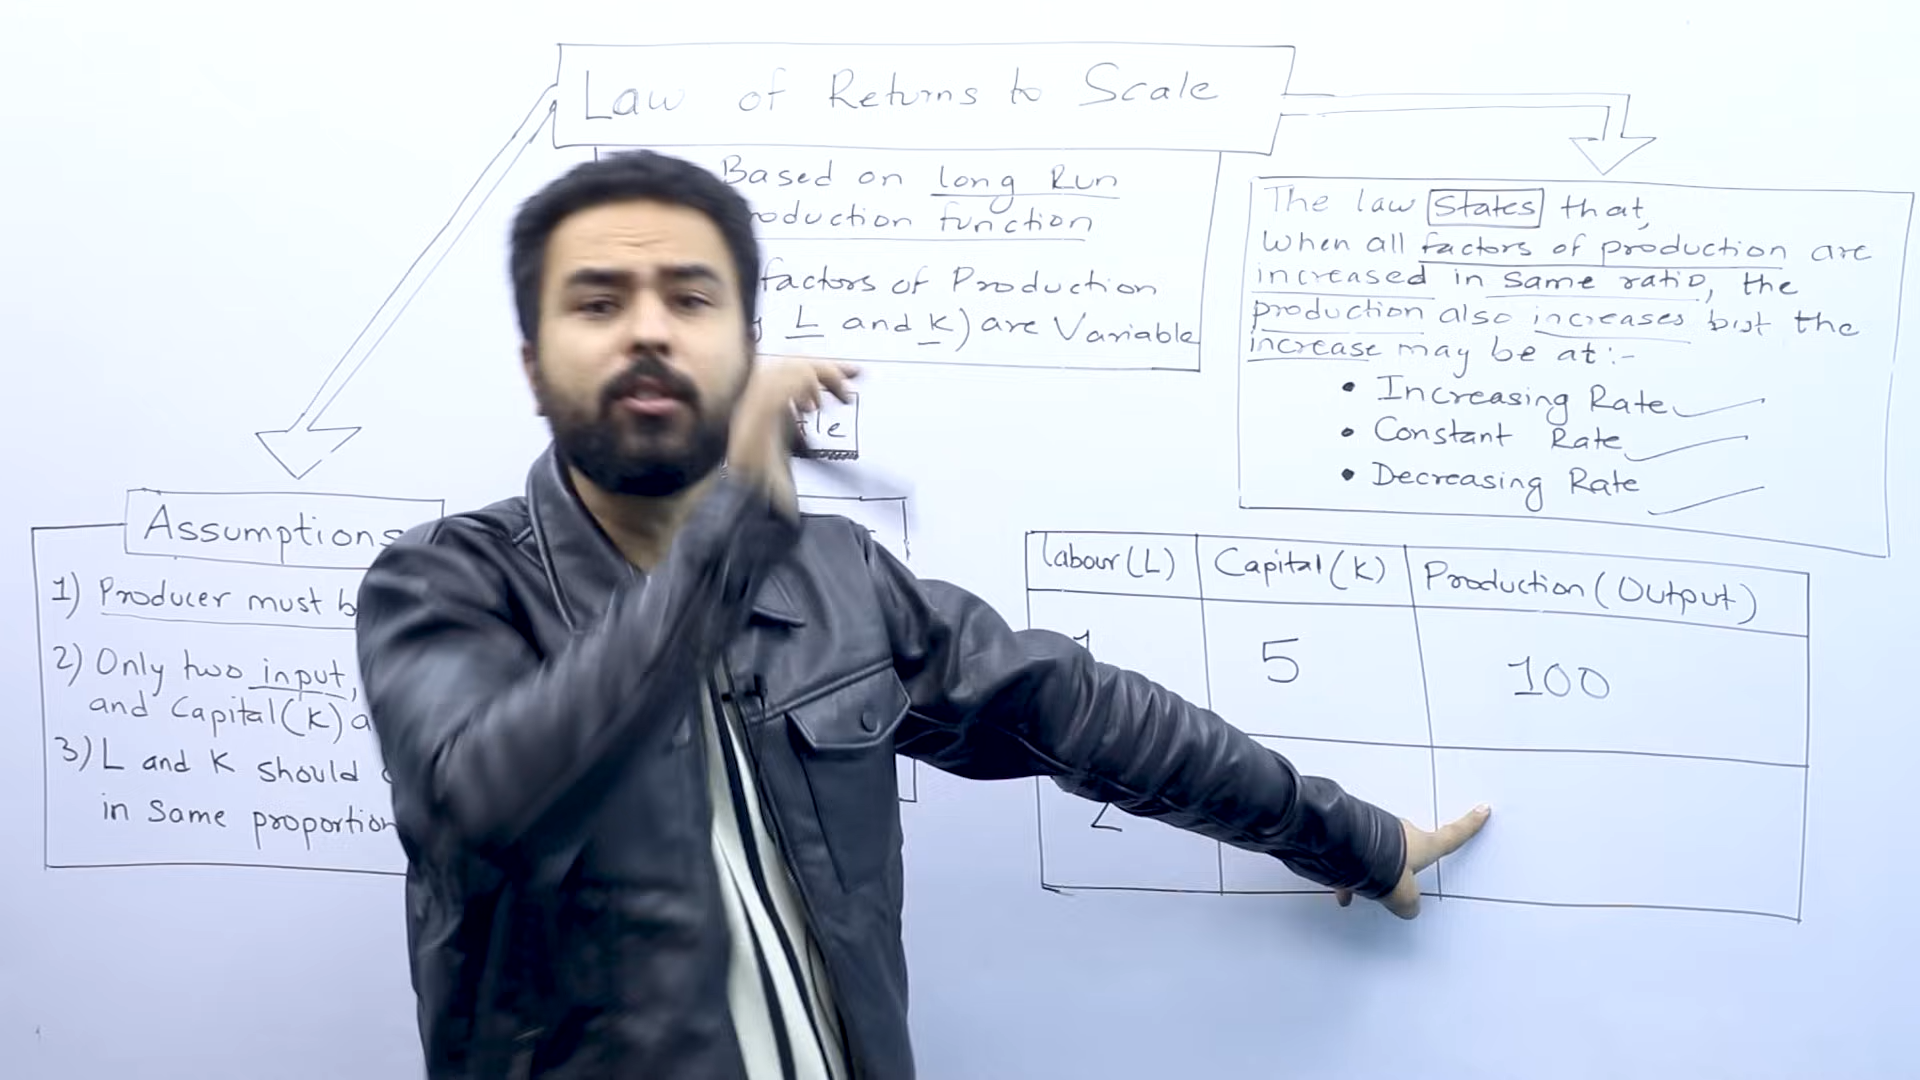 Law of Returns to Scale
Based on long Run
oduction function
factors of Production
L and K) are Variable
The law states that,
When all factors of production are
increased in same ratio, the
production also increases but the
increase may be at:-
• Increasing Rate
• Constant Rate
• Decreasing Rate
tle
Assumptions
1) Producer must b
2) Only two input,
and Capital(K) a
3) L and K should
in same proportion
Labour(L) Capital(K) Production(Output)
1 5 100
2